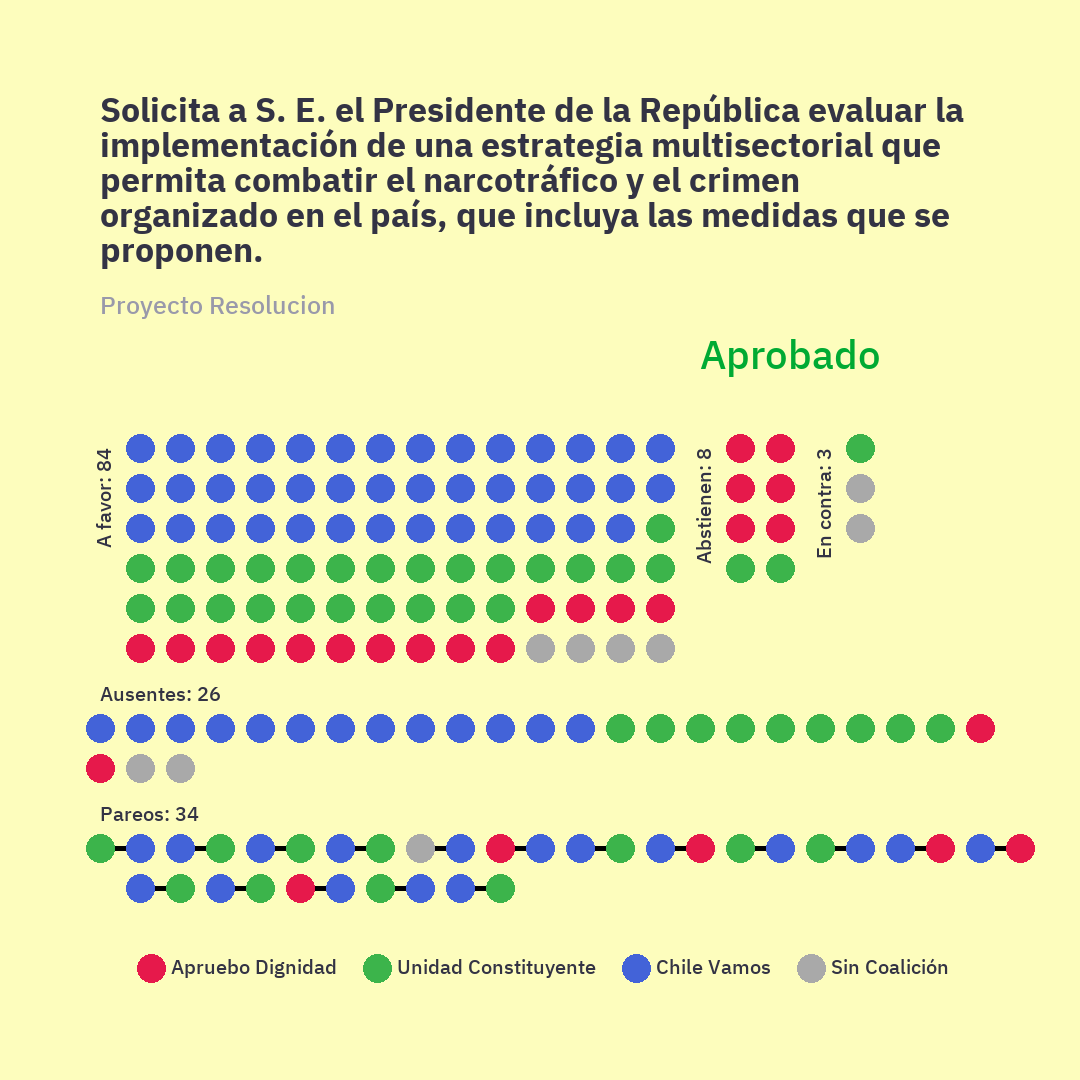 Solicita a S. E. el Presidente de la República evaluar la
implementación de una estrategia multisectorial que
permita combatir el narcotráfico y el crimen
organizado en el país, que incluya las medidas que se
proponen.
Proyecto Resolucion
Aprobado
A favor: 84
Abstienen: 8
En contra: 3
Ausentes: 26
Pareos: 34
Apruebo Dignidad
Unidad Constituyente
Chile Vamos
Sin Coalición